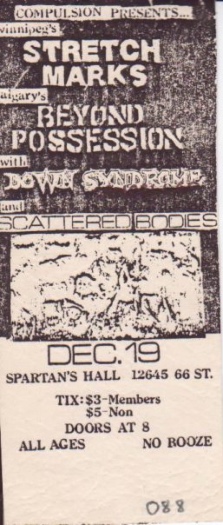 COMPULSION PRESENTS...
winnipeg's
STRETCH
MARKS
algary's
BEYOND
POSSESSION
with
DOWN SYNDROME
and
SCATTERED BODIES
DEC. 19
SPARTAN'S HALL 12645 66 ST.
TIX: $3-Members
$5-Non
DOORS AT 8
ALL AGES NO BOOZE
088